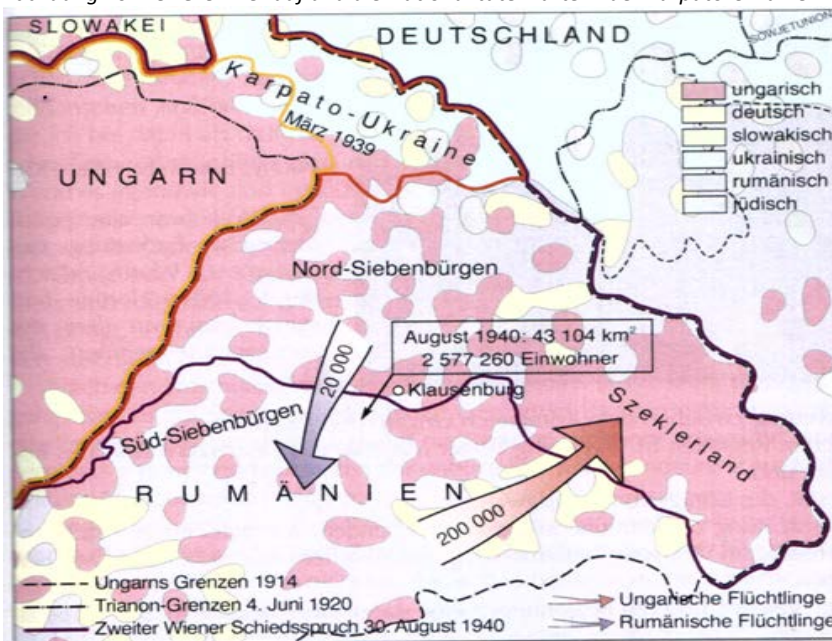 SLOWAKEI
DEUTSCHLAND
SOWJETUNION
Karpato-Ukraine
März 1939
UNGARN
ungarisch
deutsch
slowakisch
ukrainisch
rumänisch
jüdisch
Nord-Siebenbürgen
August 1940: 43 104 km²
2 577 260 Einwohner
20 000
Klausenburg
Süd-Siebenbürgen
Szeklerland
RUMÄNIEN
200 000
Ungarns Grenzen 1914
Trianon-Grenzen 4. Juni 1920
Zweiter Wiener Schiedsspruch 30. August 1940
Ungarische Flüchtlinge
Rumänische Flüchtlinge